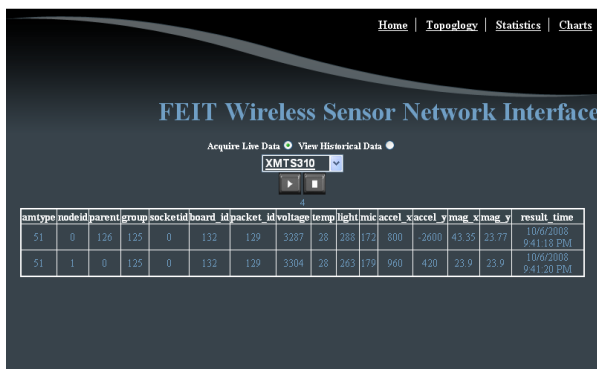 Home | Topoglogy | Statistics | Charts
FEIT Wireless Sensor Network Interface
Acquire Live Data View Historical Data
XMTS310
4
amtype nodeid parent group socketid board_id packet_id voltage temp light mic accel_x accel_y mag_x mag_y result_time
51 0 126 125 0 132 129 3287 28 288 172 800 -2600 43.35 23.77 10/6/2008 9:41:18 PM
51 1 0 125 0 132 129 3304 28 263 179 960 420 23.9 23.9 10/6/2008 9:41:20 PM